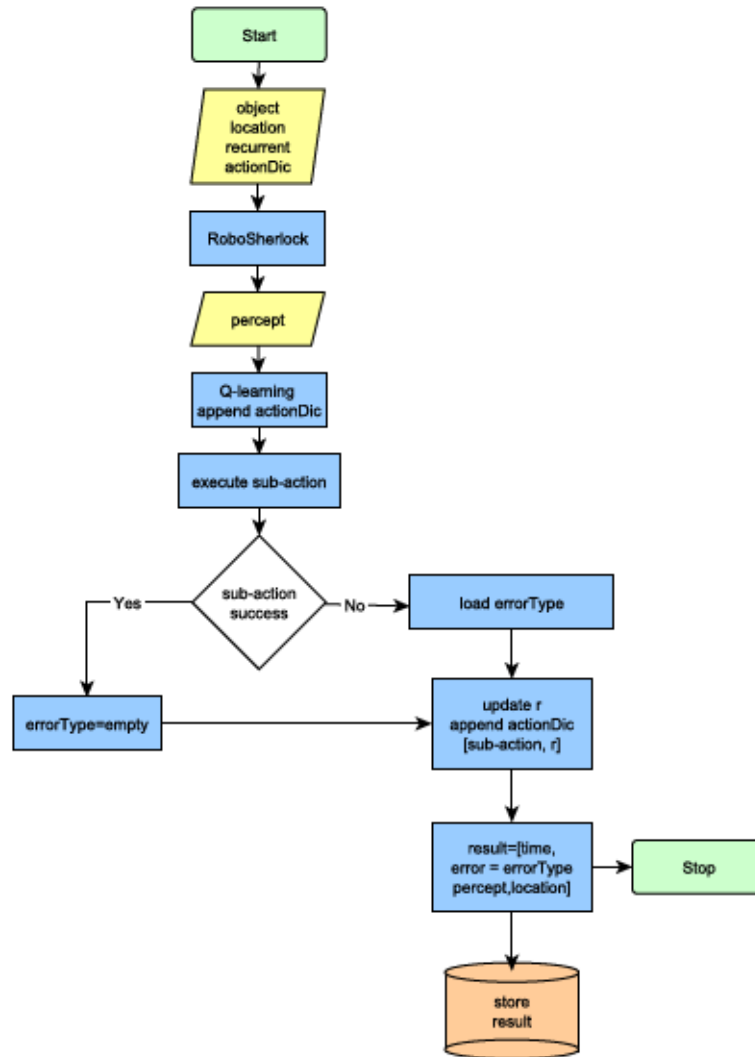 Start
object
location
recurrent
actionDic
RoboSherlock
percept
Q-learning
append actionDic
execute sub-action
sub-action
success
Yes
No
load errorType
errorType=empty
update r
append actionDic
[sub-action, r]
result=[time,
error = errorType
percept,location]
Stop
store
result